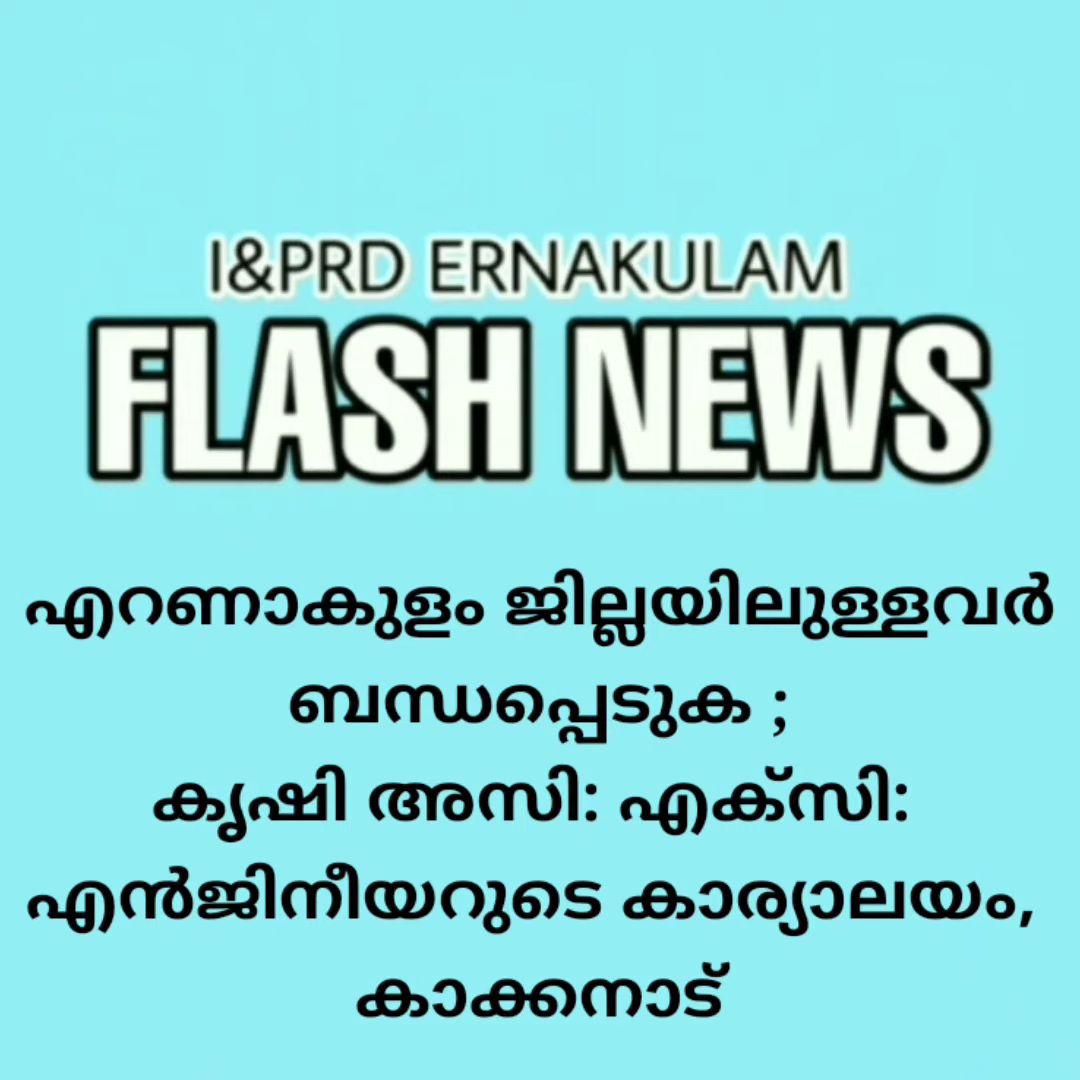 I&PRD ERNAKULAM
FLASH NEWS
എറണാകുളം ജില്ലയിലുള്ളവർ
ബന്ധപ്പെടുക ;
കൃഷി അസി: എക്സി:
എൻജിനീയറുടെ കാര്യാലയം,
കാക്കനാട്